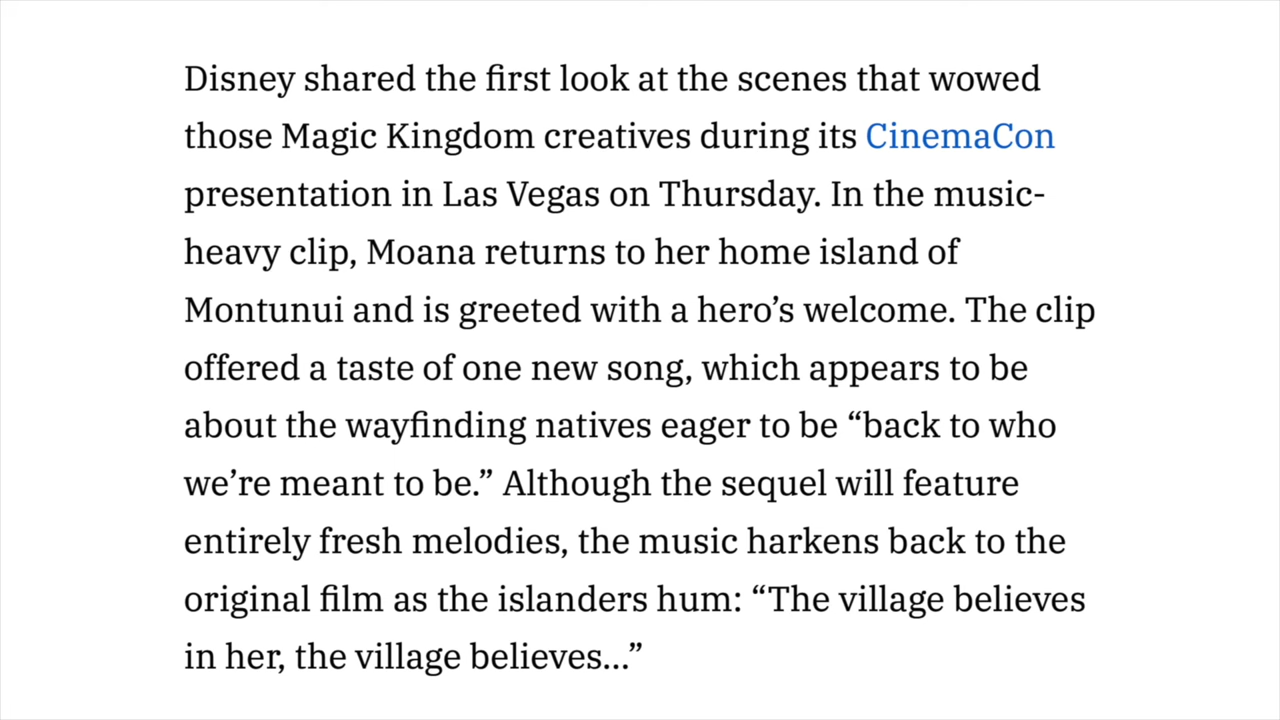 Disney shared the first look at the scenes that wowed
those Magic Kingdom creatives during its CinemaCon
presentation in Las Vegas on Thursday. In the music-
heavy clip, Moana returns to her home island of
Montunui and is greeted with a hero’s welcome. The clip
offered a taste of one new song, which appears to be
about the wayfinding natives eager to be “back to who
we’re meant to be.” Although the sequel will feature
entirely fresh melodies, the music harkens back to the
original film as the islanders hum: “The village believes
in her, the village believes…”